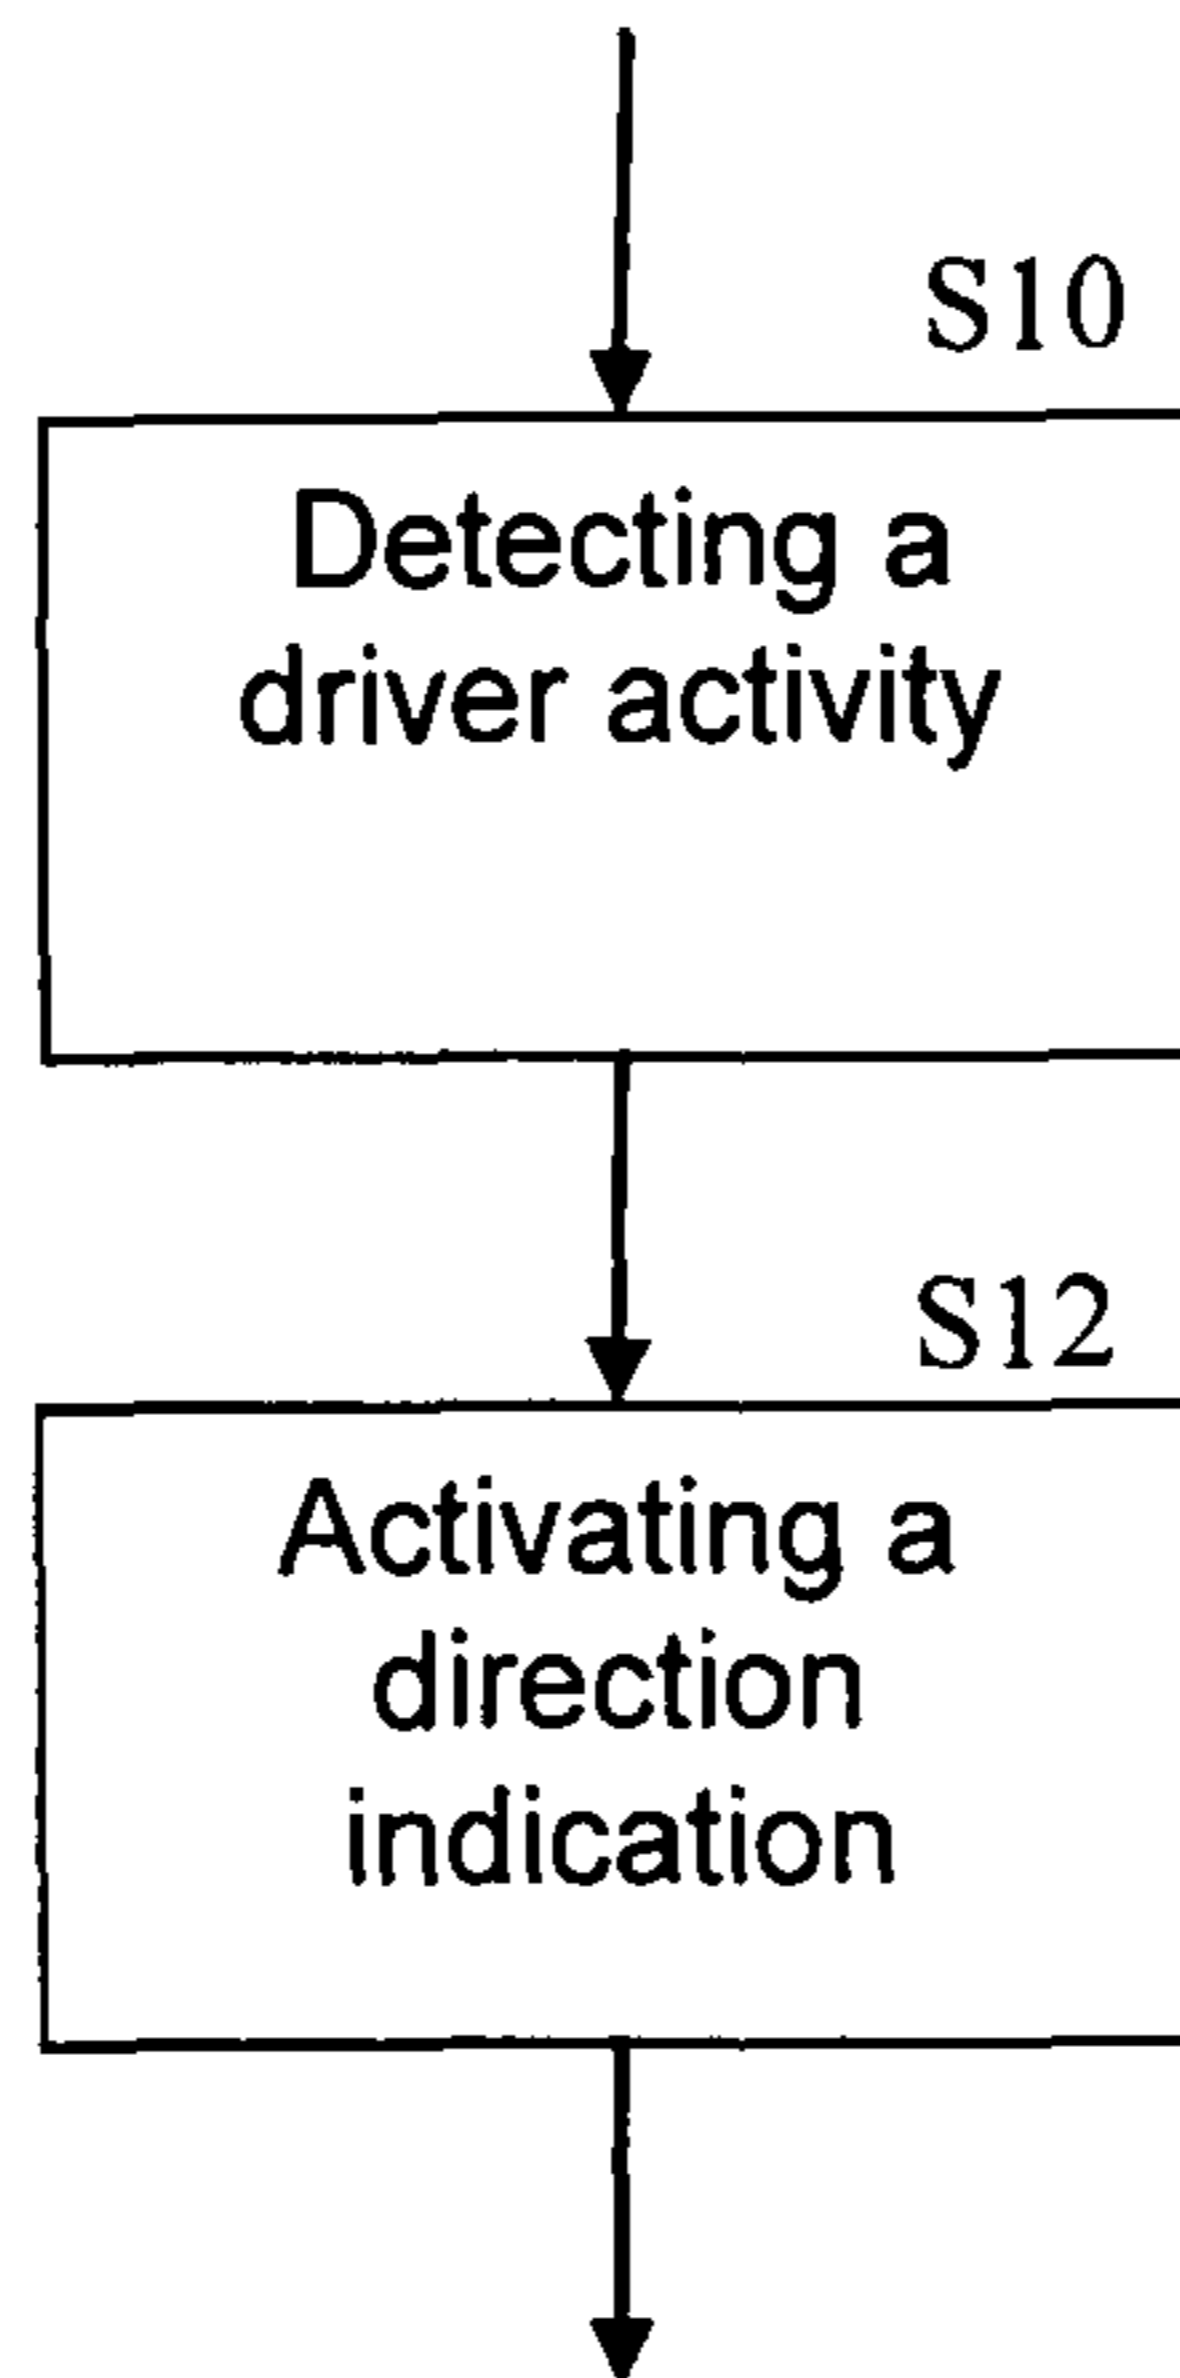 S10
Detecting a
driver activity
S12
Activating a
direction
indication